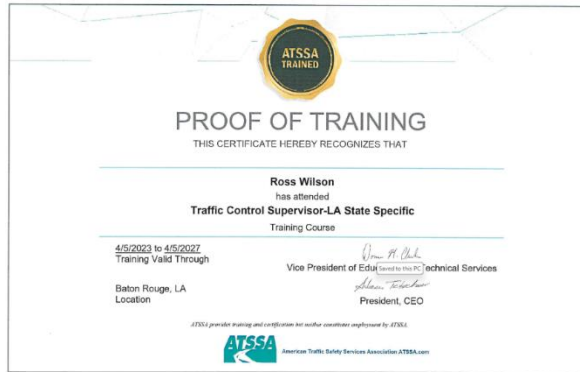 ATSSA
TRAINED
PROOF OF TRAINING
THIS CERTIFICATE HEREBY RECOGNIZES THAT
Ross Wilson
has attended
Traffic Control Supervisor-LA State Specific
Training Course
4/5/2023 to 4/5/2027
Training Valid Through
Vice President of Edu Saved to this PC Technical Services
Baton Rouge, LA
Location
President, CEO
ATSSA provides training and certification but neither constitutes employment by ATSSA.
ATSSA American Traffic Safety Services Association ATSSA.com